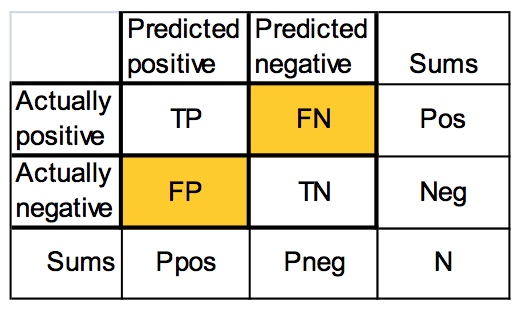 Predicted Predicted
positive negative Sums
Actually
positive TP FN Pos
Actually
negative FP TN Neg
Sums Ppos Pneg N